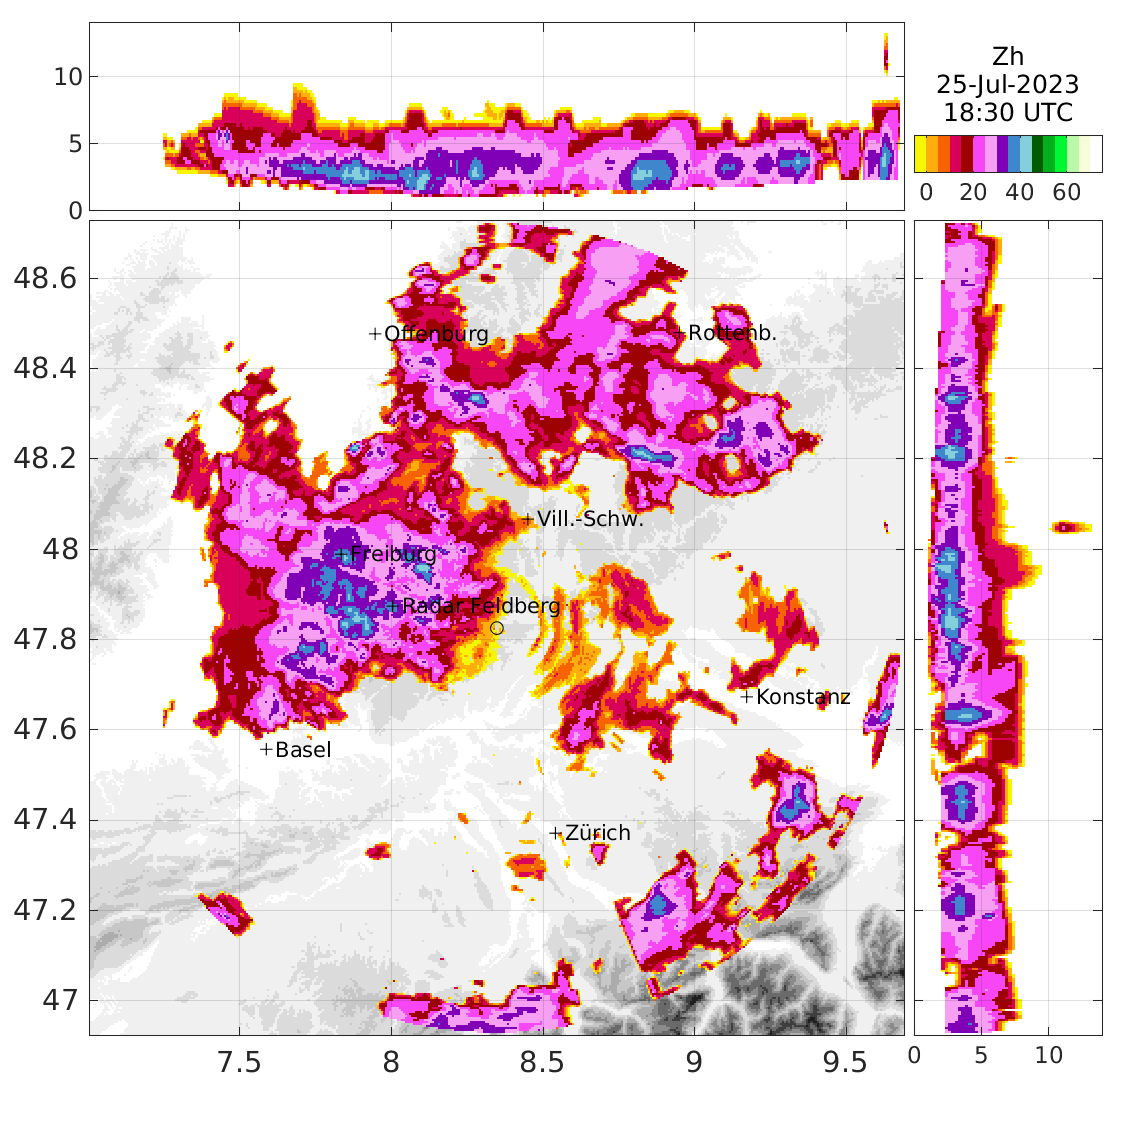 10
5
0
Zh
25-Jul-2023
18:30 UTC
0 20 40 60
48.6
48.4
48.2
48
47.8
47.6
47.4
47.2
47
+Offenburg
+Rottenb.
+Vill.-Schw.
+Freiburg
+Radar Feldberg
+Konstanz
+Basel
+Zürich
7.5 8 8.5 9 9.5
0 5 10